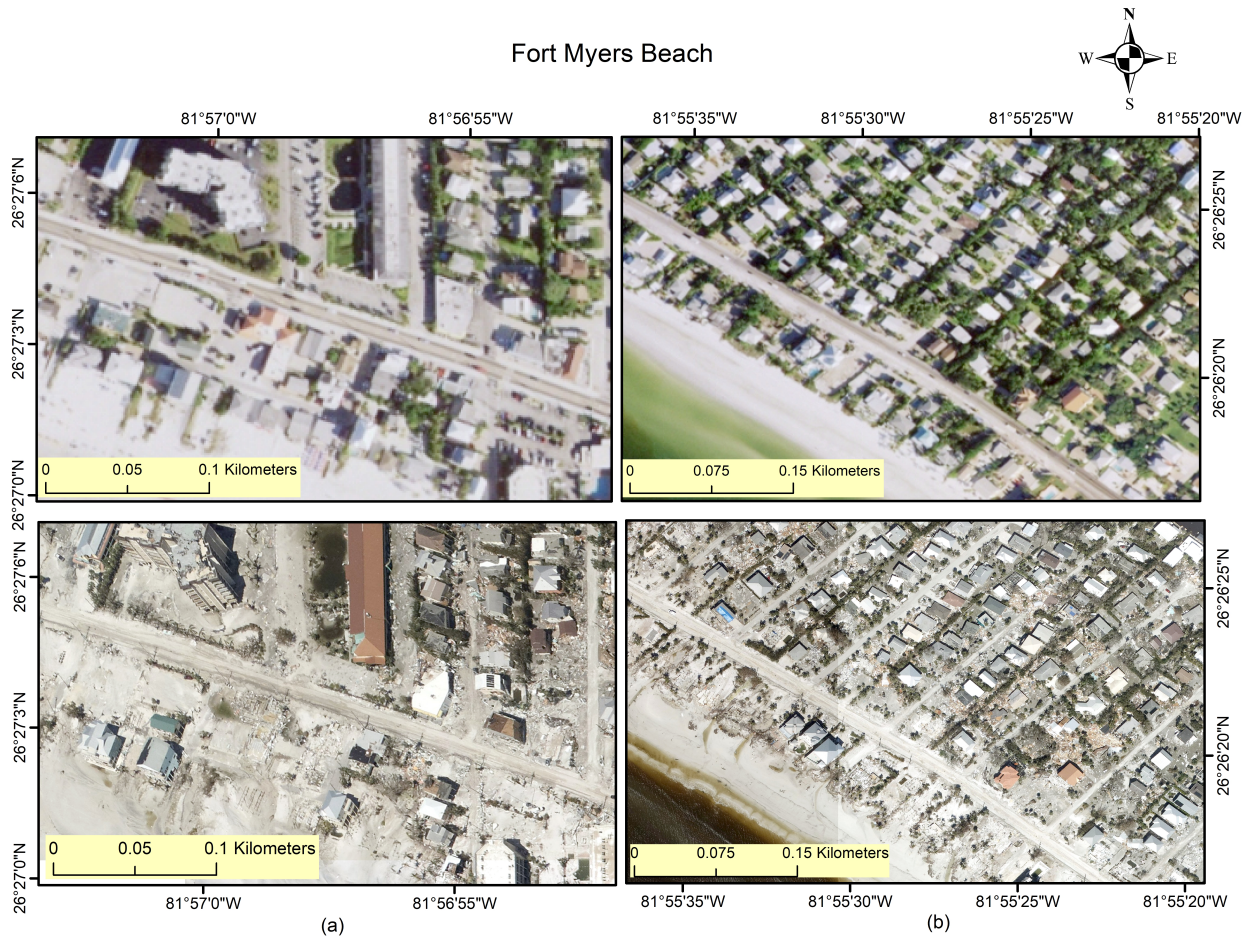 N
Fort Myers Beach
W E
S
81°57'0"W 81°56'55"W 81°55'35"W 81°55'30"W 81°55'25"W 81°55'20"W
26°27'6"N
26°27'3"N
26°27'0"N
26°26'25"N
26°26'20"N
0 0.05 0.1 Kilometers
0 0.075 0.15 Kilometers
26°27'6"N
26°27'3"N
26°27'0"N
26°26'25"N
26°26'20"N
0 0.05 0.1 Kilometers
0 0.075 0.15 Kilometers
81°57'0"W 81°56'55"W 81°55'35"W 81°55'30"W 81°55'25"W 81°55'20"W
(a) (b)